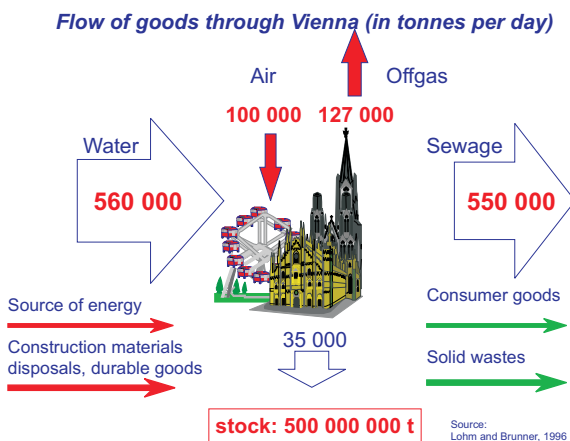 Flow of goods through Vienna (in tonnes per day)
Air
Offgas
100 000
127 000
Water
Sewage
560 000
550 000
Source of energy
Consumer goods
Construction materials
disposals, durable goods
35 000
Solid wastes
stock: 500 000 000 t
Source:
Lohm and Brunner, 1996